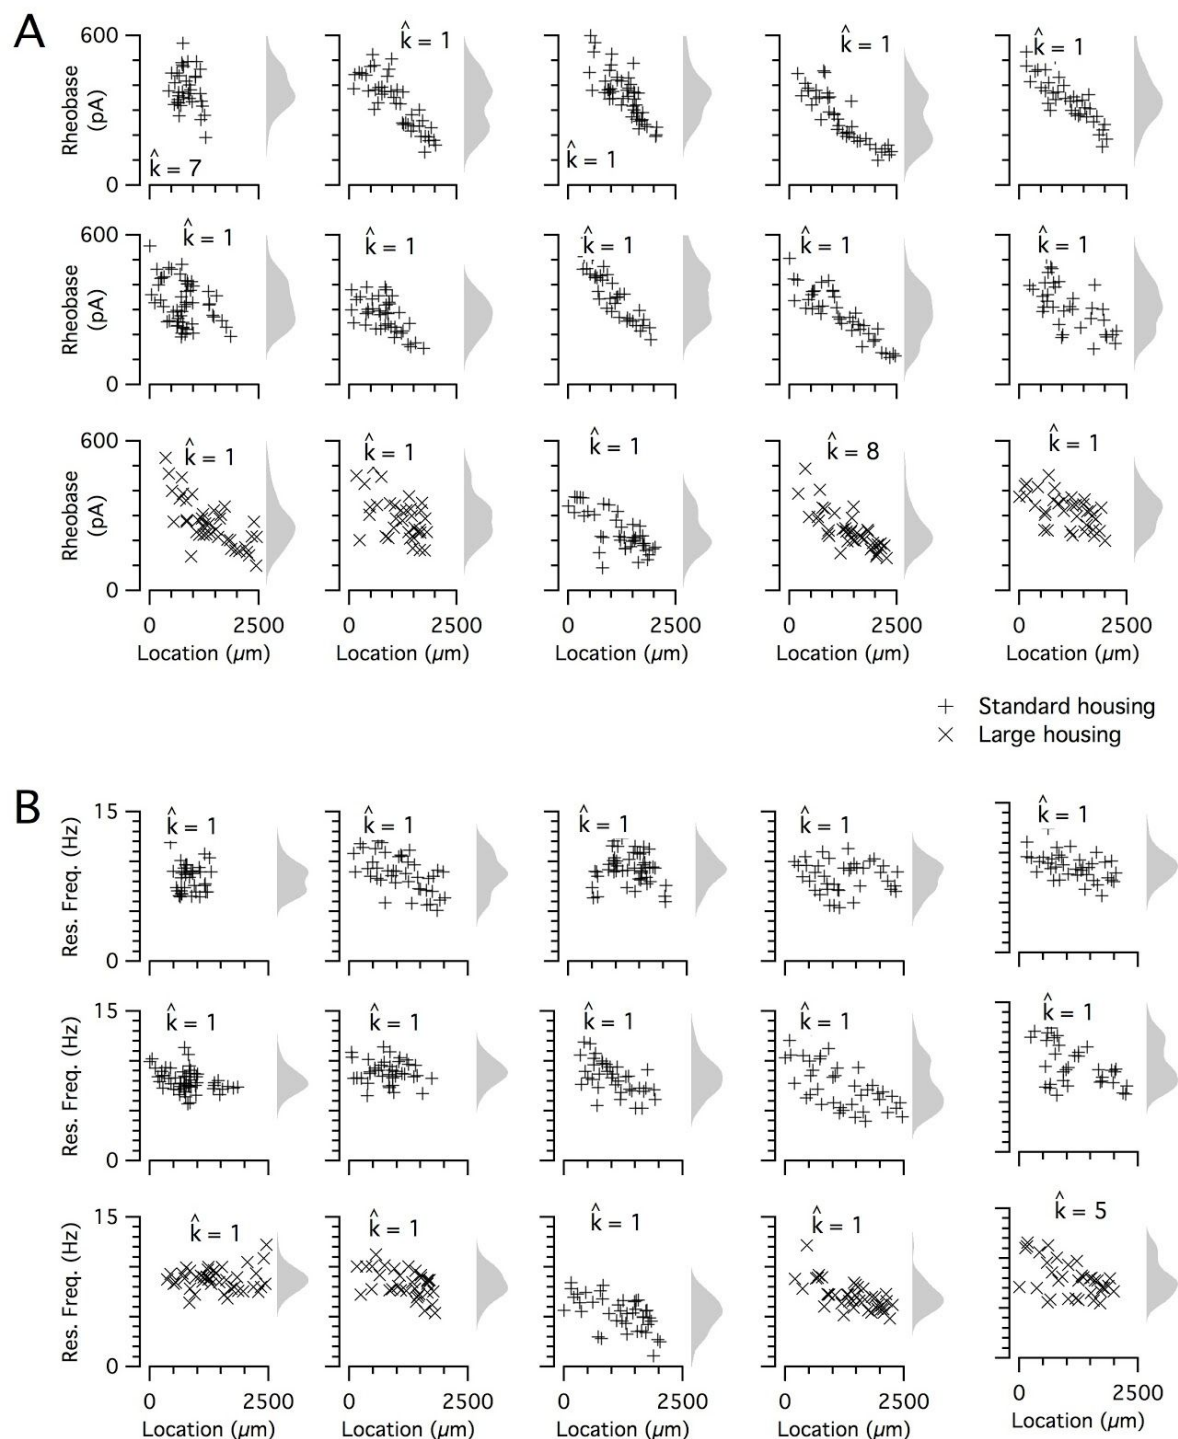 A
600
Rheobase
(pA)
0
k̂ = 7
k̂ = 1
k̂ = 1
k̂ = 1
k̂ = 1
600
Rheobase
(pA)
0
k̂ = 1
k̂ = 1
k̂ = 1
k̂ = 1
k̂ = 1
600
Rheobase
(pA)
0
k̂ = 1
k̂ = 1
k̂ = 1
k̂ = 8
k̂ = 1
0 2500 0 2500 0 2500 0 2500 0 2500
Location (µm) Location (µm) Location (µm) Location (µm) Location (µm)
+ Standard housing
× Large housing
B
15
Res. Freq. (Hz)
0
k̂ = 1
k̂ = 1
k̂ = 1
k̂ = 1
k̂ = 1
15
Res. Freq. (Hz)
0
k̂ = 1
k̂ = 1
k̂ = 1
k̂ = 1
k̂ = 1
15
Res. Freq. (Hz)
0
k̂ = 1
k̂ = 1
k̂ = 1
k̂ = 1
k̂ = 5
0 2500 0 2500 0 2500 0 2500 0 2500
Location (µm) Location (µm) Location (µm) Location (µm) Location (µm)